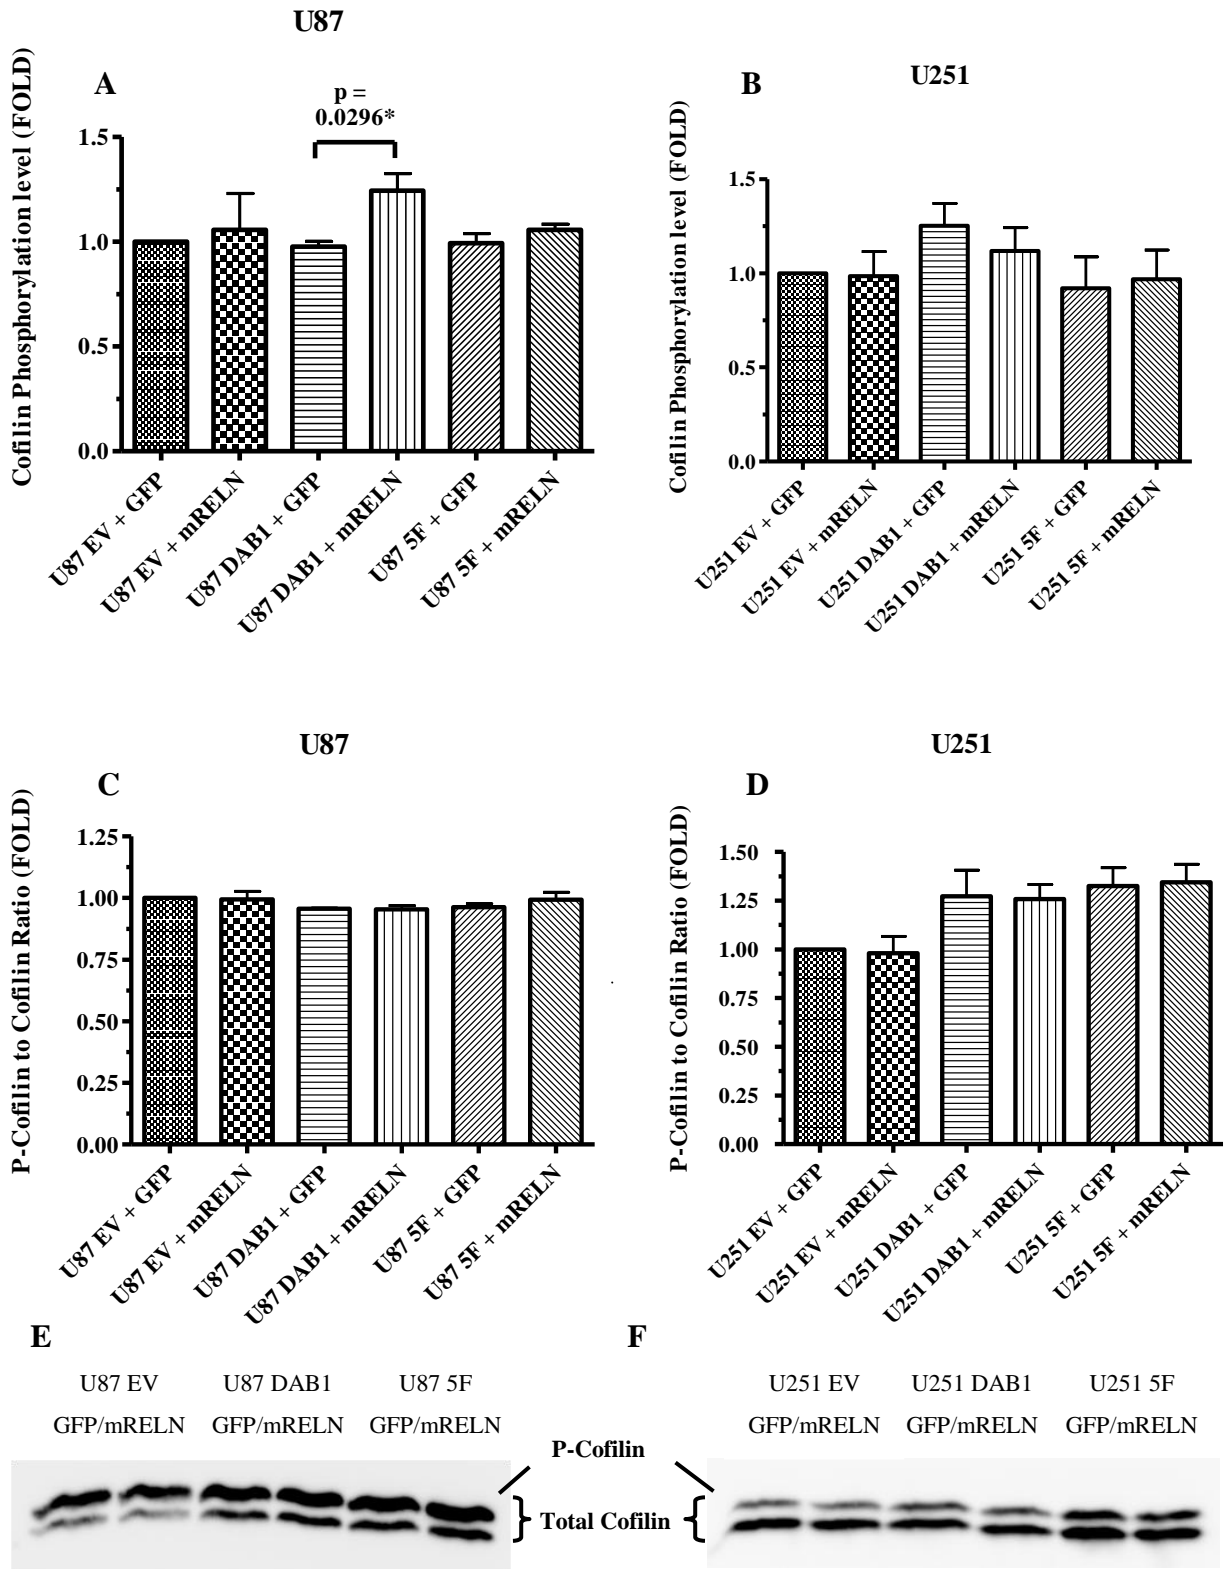 U87
A
p =
0.0296*
Cofilin Phosphorylation level (FOLD)
1.5
1.0
0.5
0.0
U87 EV + GFP
U87 EV + mRELN
U87 DAB1 + GFP
U87 DAB1 + mRELN
U87 5F + GFP
U87 5F + mRELN
B
U251
Cofilin Phosphorylation level (FOLD)
1.5
1.0
0.5
0.0
U251 EV + GFP
U251 EV + mRELN
U251 DAB1 + GFP
U251 DAB1 + mRELN
U251 5F + GFP
U251 5F + mRELN
U87
C
P-Cofilin to Cofilin Ratio (FOLD)
1.25
1.00
0.75
0.50
0.25
0.00
U87 EV + GFP
U87 EV + mRELN
U87 DAB1 + GFP
U87 DAB1 + mRELN
U87 5F + GFP
U87 5F + mRELN
U251
D
P-Cofilin to Cofilin Ratio (FOLD)
1.50
1.25
1.00
0.75
0.50
0.25
0.00
U251 EV + GFP
U251 EV + mRELN
U251 DAB1 + GFP
U251 DAB1 + mRELN
U251 5F + GFP
U251 5F + mRELN
E
U87 EV U87 DAB1 U87 5F
GFP/mRELN GFP/mRELN GFP/mRELN
F
U251 EV U251 DAB1 U251 5F
GFP/mRELN GFP/mRELN GFP/mRELN
P-Cofilin
Total Cofilin